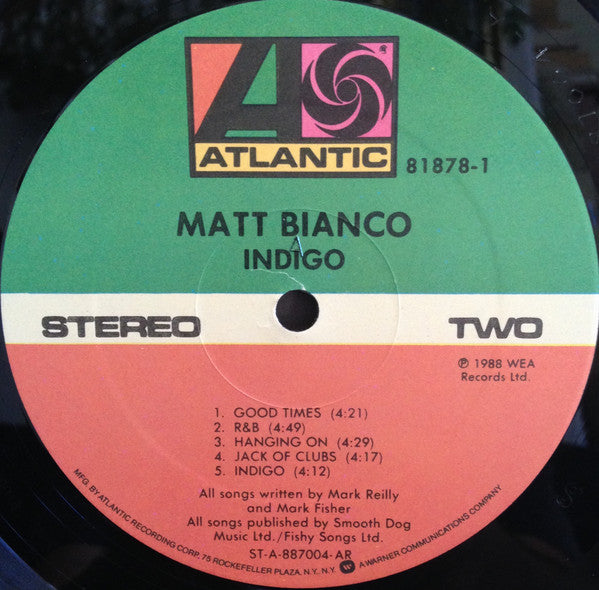 ATLANTIC
81878-1
MATT BIANCO
INDIGO
STEREO
TWO
℗ 1988 WEA
Records Ltd.
1. GOOD TIMES (4:21)
2. R&B (4:49)
3. HANGING ON (4:29)
4. JACK OF CLUBS (4:17)
5. INDIGO (4:12)
All songs written by Mark Reilly
and Mark Fisher
All songs published by Smooth Dog
Music Ltd./Fishy Songs Ltd.
ST-A-887004-AR
MFG. BY ATLANTIC RECORDING CORP. 75 ROCKEFELLER PLAZA, N.Y. N.Y. W A WARNER COMMUNICATIONS COMPANY